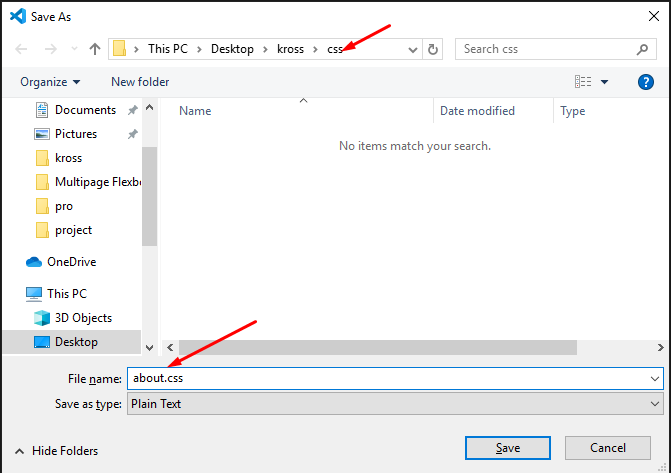 Save As
This PC > Desktop > kross > css
Search css
Organize
New folder
?
Documents
Pictures
kross
Multipage Flexb
pro
project
OneDrive
This PC
3D Objects
Desktop
Name
Date modified
Type
No items match your search.
File name: about.css
Save as type: Plain Text
Hide Folders
Save
Cancel